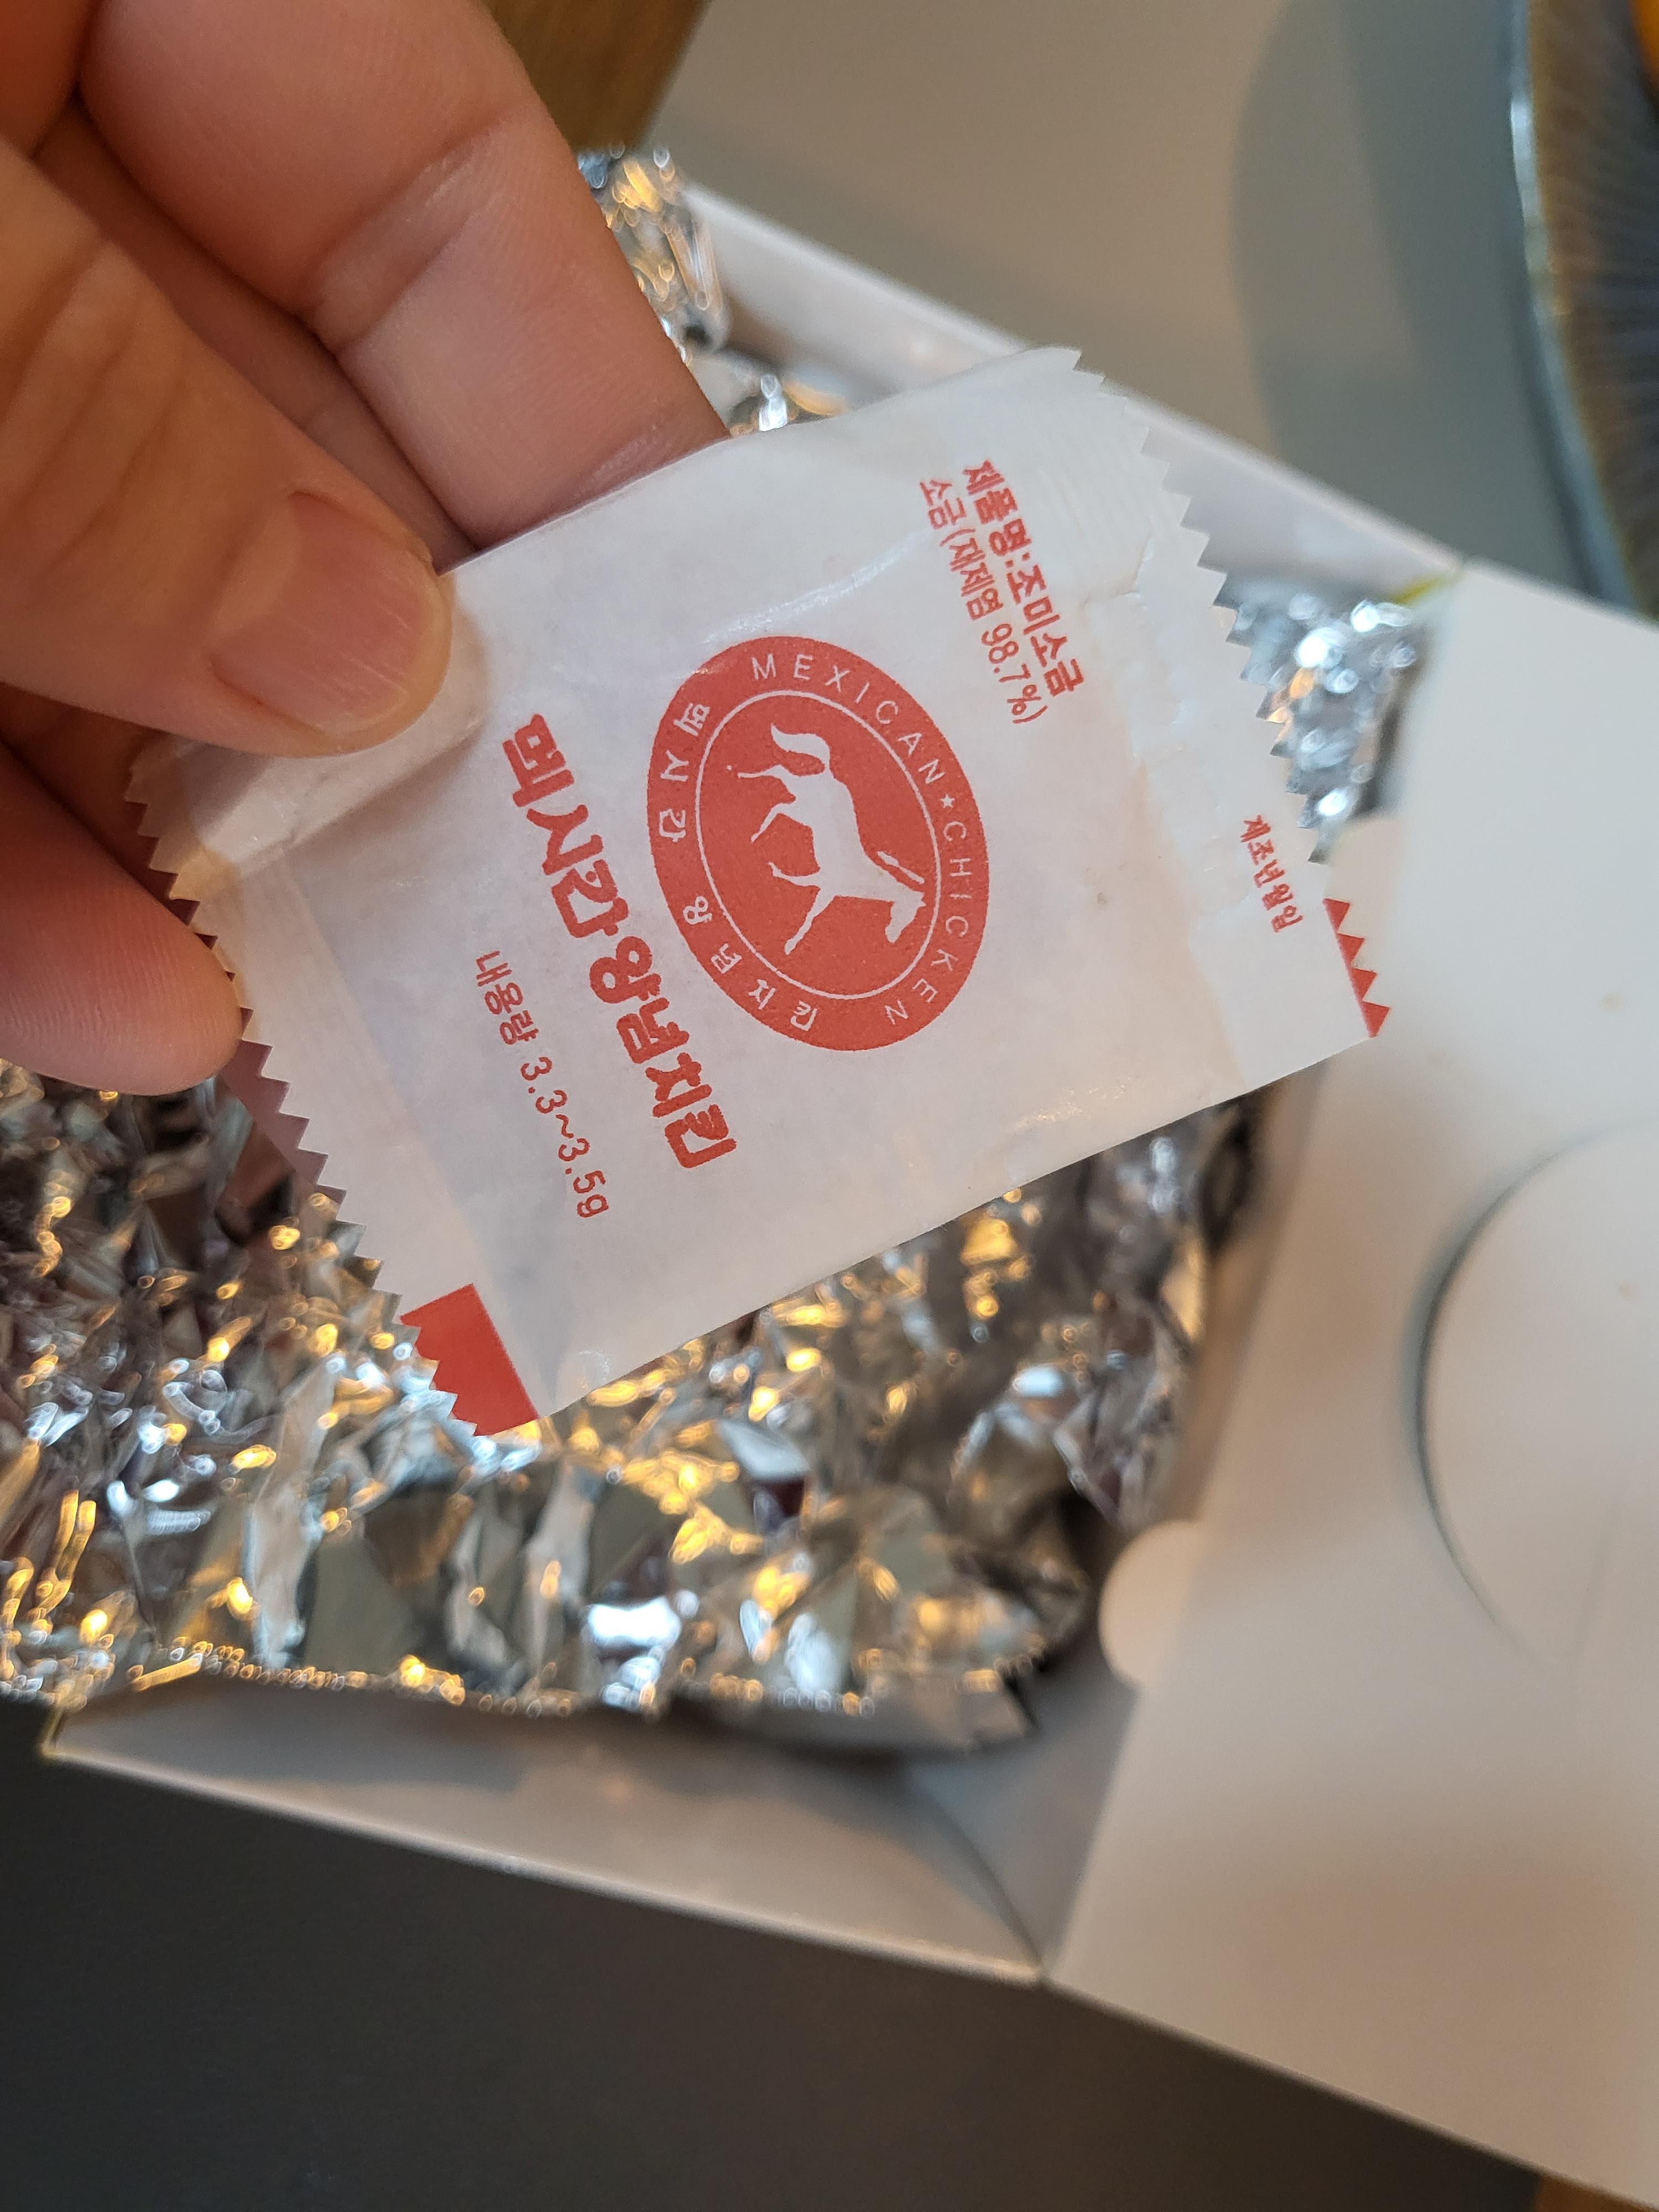 제품명:조미소금
소금(재제염 98.7%)
제조년월일
MEXICAN★CHICKEN
멕시칸양념치킨
멕시칸양념치킨
내용량 3.3~3.5g